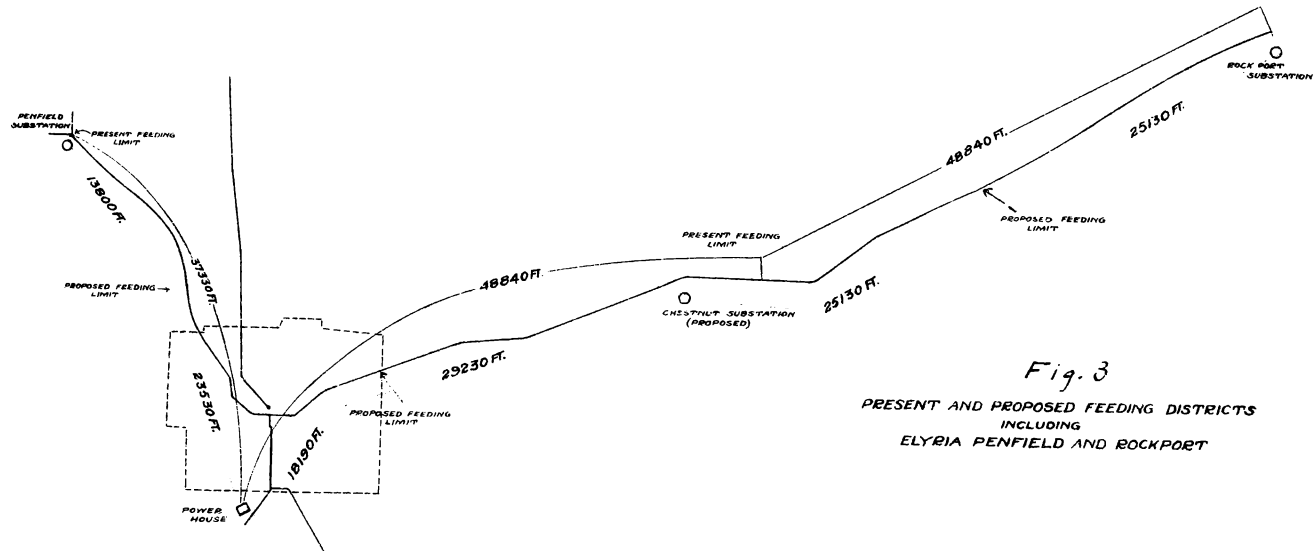 PENFIELD
SUBSTATION
PRESENT FEEDING
LIMIT
13800 FT.
PROPOSED FEEDING
LIMIT
37330 FT.
23530 FT.
POWER
HOUSE
18190 FT.
PROPOSED FEEDING
LIMIT
48840 FT.
29230 FT.
PRESENT FEEDING
LIMIT
CHESTNUT SUBSTATION
(PROPOSED)
25130 FT.
48840 FT.
PROPOSED FEEDING
LIMIT
25130 FT.
ROCK PORT
SUBSTATION
Fig. 3
PRESENT AND PROPOSED FEEDING DISTRICTS
INCLUDING
ELYRIA PENFIELD AND ROCKPORT